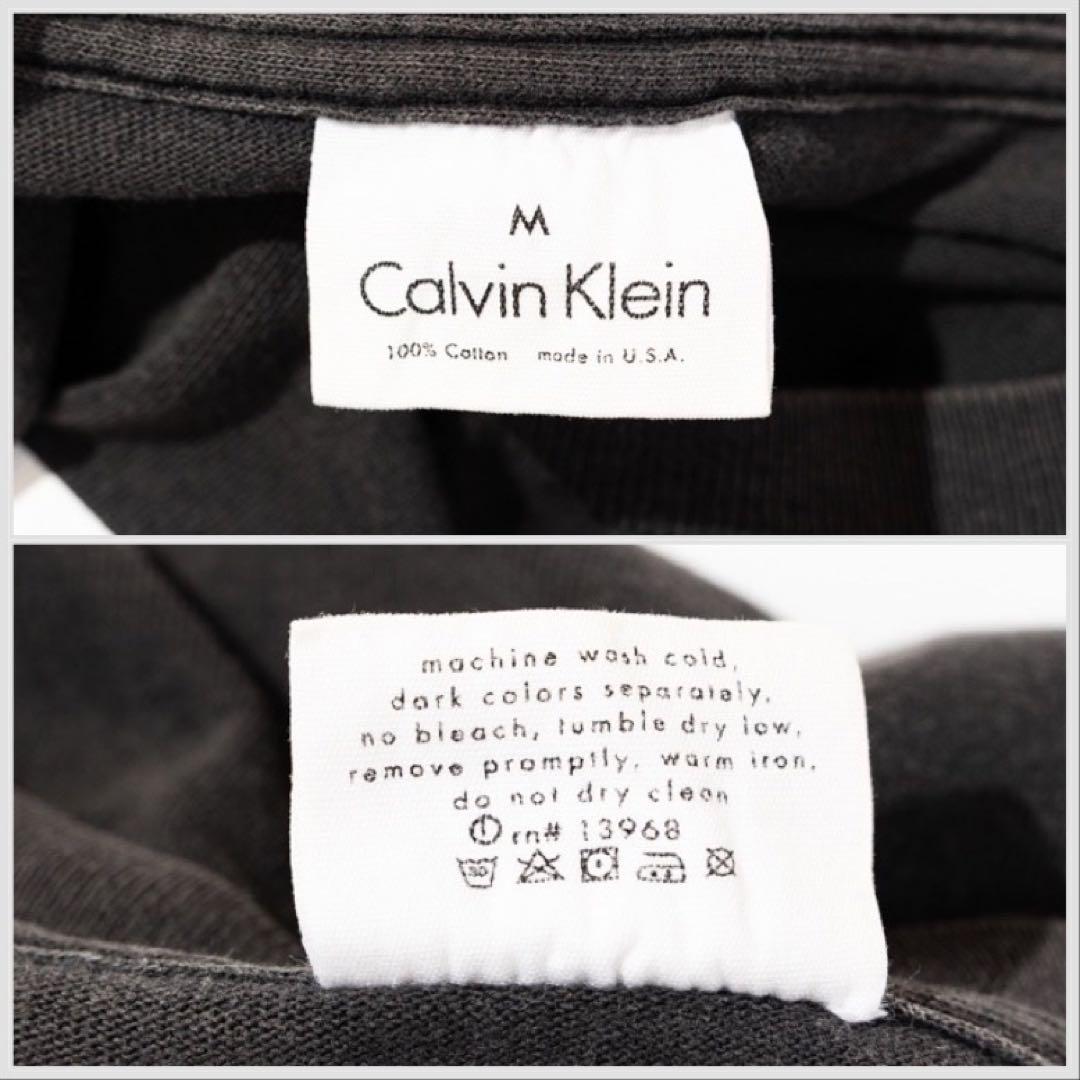 M
Calvin Klein
100% Cotton made in U.S.A.
machine wash cold,
dark colors separately,
no bleach, tumble dry low,
remove promptly, warm iron,
do not dry clean
rn# 13968
30